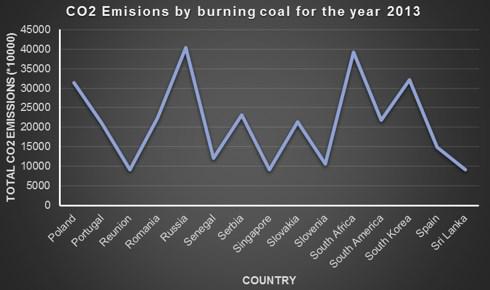 CO2 Emisions by burning coal for the year 2013
TOTAL CO2 EMISSIONS (*10000)
45000
40000
35000
30000
25000
20000
15000
10000
5000
0
Poland
Portugal
Reunion
Romania
Russia
Senegal
Serbia
Singapore
Slovakia
Slovenia
South Africa
South America
South Korea
Spain
Sri Lanka
COUNTRY